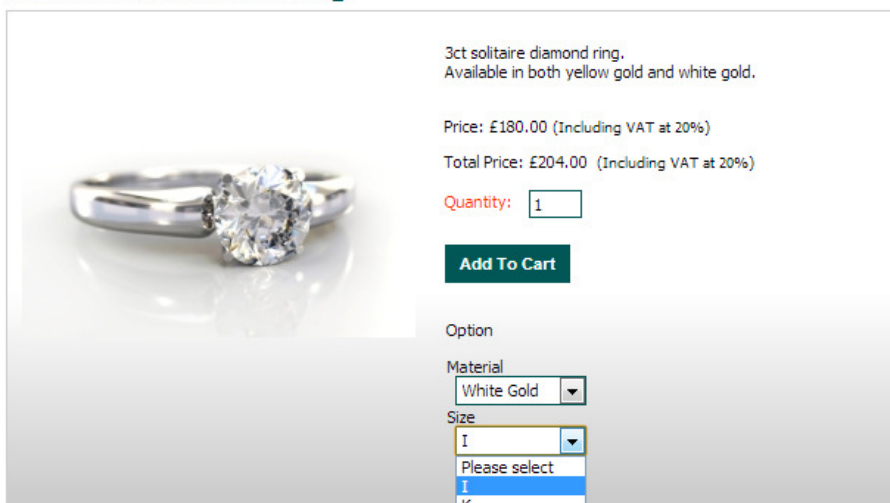 3ct solitaire diamond ring.
Available in both yellow gold and white gold.
Price: £180.00 (Including VAT at 20%)
Total Price: £204.00 (Including VAT at 20%)
Quantity: 1
Add To Cart
Option
Material
White Gold
Size
I
Please select
I